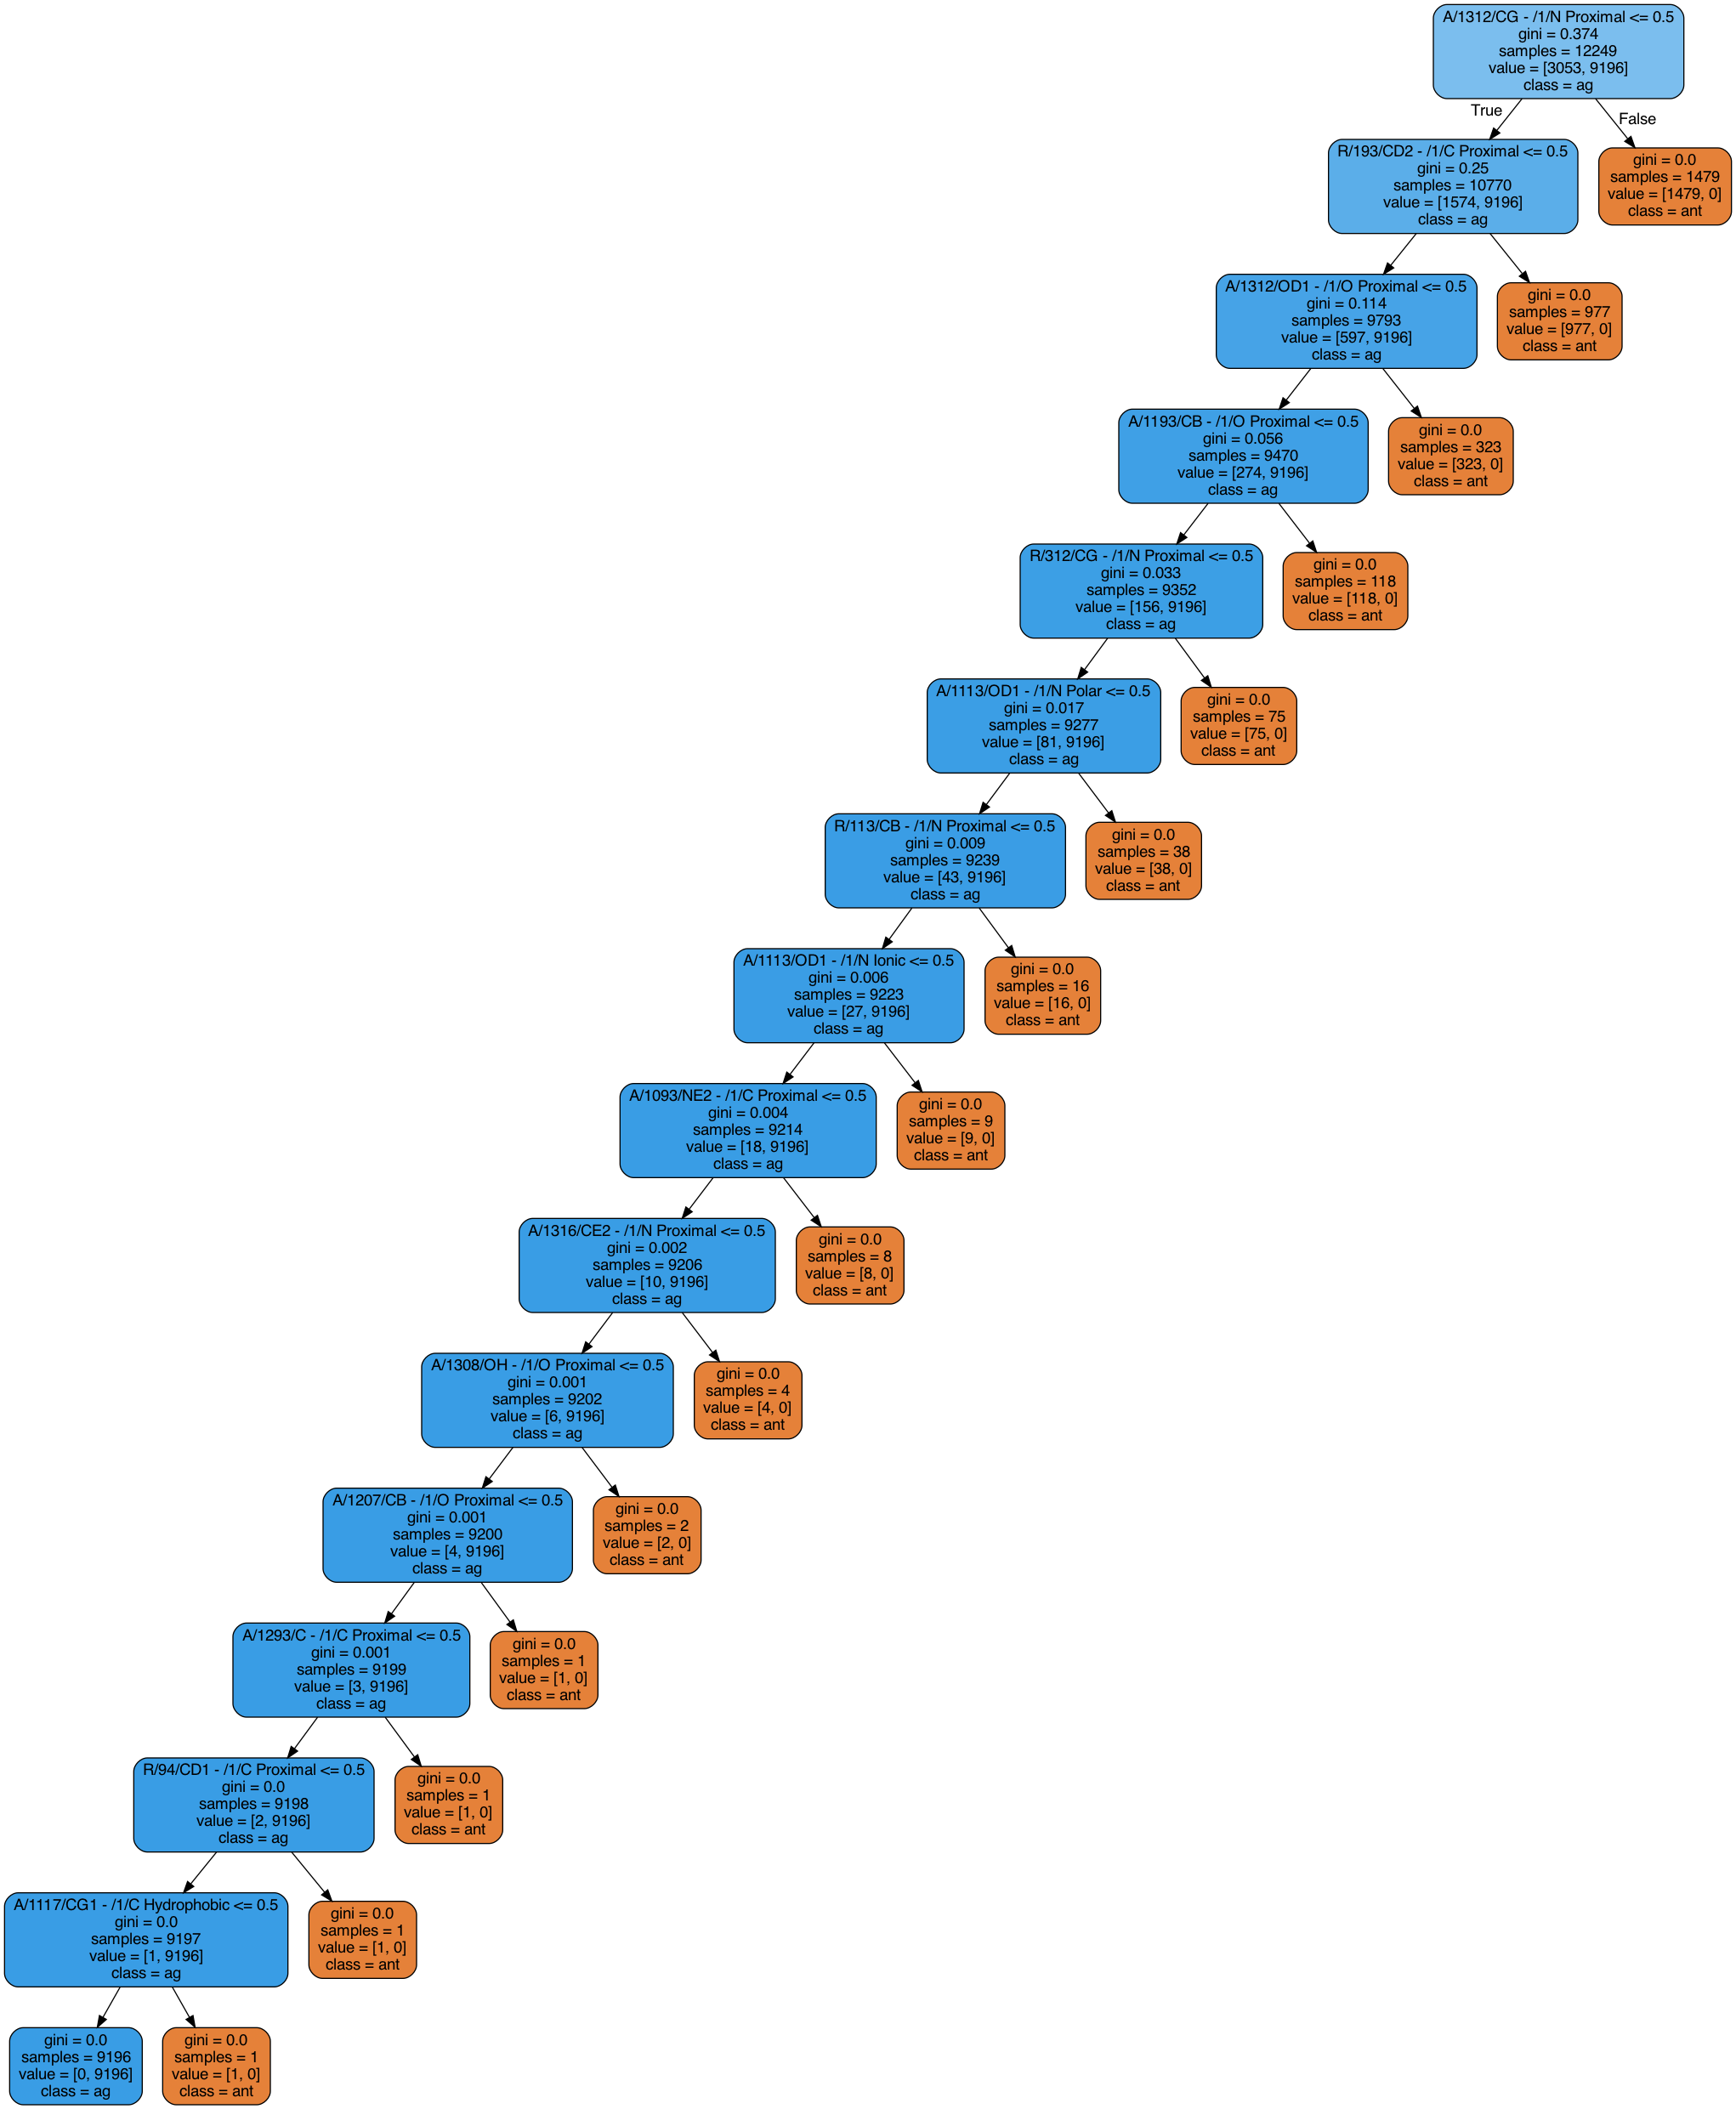 A/1312/CG - /1/N Proximal <= 0.5
gini = 0.374
samples = 12249
value = [3053, 9196]
class = ag
True
False
R/193/CD2 - /1/C Proximal <= 0.5
gini = 0.25
samples = 10770
value = [1574, 9196]
class = ag
gini = 0.0
samples = 1479
value = [1479, 0]
class = ant
A/1312/OD1 - /1/O Proximal <= 0.5
gini = 0.114
samples = 9793
value = [597, 9196]
class = ag
gini = 0.0
samples = 977
value = [977, 0]
class = ant
A/1193/CB - /1/O Proximal <= 0.5
gini = 0.056
samples = 9470
value = [274, 9196]
class = ag
gini = 0.0
samples = 323
value = [323, 0]
class = ant
R/312/CG - /1/N Proximal <= 0.5
gini = 0.033
samples = 9352
value = [156, 9196]
class = ag
gini = 0.0
samples = 118
value = [118, 0]
class = ant
A/1113/OD1 - /1/N Polar <= 0.5
gini = 0.017
samples = 9277
value = [81, 9196]
class = ag
gini = 0.0
samples = 75
value = [75, 0]
class = ant
R/113/CB - /1/N Proximal <= 0.5
gini = 0.009
samples = 9239
value = [43, 9196]
class = ag
gini = 0.0
samples = 38
value = [38, 0]
class = ant
A/1113/OD1 - /1/N Ionic <= 0.5
gini = 0.006
samples = 9223
value = [27, 9196]
class = ag
gini = 0.0
samples = 16
value = [16, 0]
class = ant
A/1093/NE2 - /1/C Proximal <= 0.5
gini = 0.004
samples = 9214
value = [18, 9196]
class = ag
gini = 0.0
samples = 9
value = [9, 0]
class = ant
A/1316/CE2 - /1/N Proximal <= 0.5
gini = 0.002
samples = 9206
value = [10, 9196]
class = ag
gini = 0.0
samples = 8
value = [8, 0]
class = ant
A/1308/OH - /1/O Proximal <= 0.5
gini = 0.001
samples = 9202
value = [6, 9196]
class = ag
gini = 0.0
samples = 4
value = [4, 0]
class = ant
A/1207/CB - /1/O Proximal <= 0.5
gini = 0.001
samples = 9200
value = [4, 9196]
class = ag
gini = 0.0
samples = 2
value = [2, 0]
class = ant
A/1293/C - /1/C Proximal <= 0.5
gini = 0.001
samples = 9199
value = [3, 9196]
class = ag
gini = 0.0
samples = 1
value = [1, 0]
class = ant
R/94/CD1 - /1/C Proximal <= 0.5
gini = 0.0
samples = 9198
value = [2, 9196]
class = ag
gini = 0.0
samples = 1
value = [1, 0]
class = ant
A/1117/CG1 - /1/C Hydrophobic <= 0.5
gini = 0.0
samples = 9197
value = [1, 9196]
class = ag
gini = 0.0
samples = 1
value = [1, 0]
class = ant
gini = 0.0
samples = 9196
value = [0, 9196]
class = ag
gini = 0.0
samples = 1
value = [1, 0]
class = ant